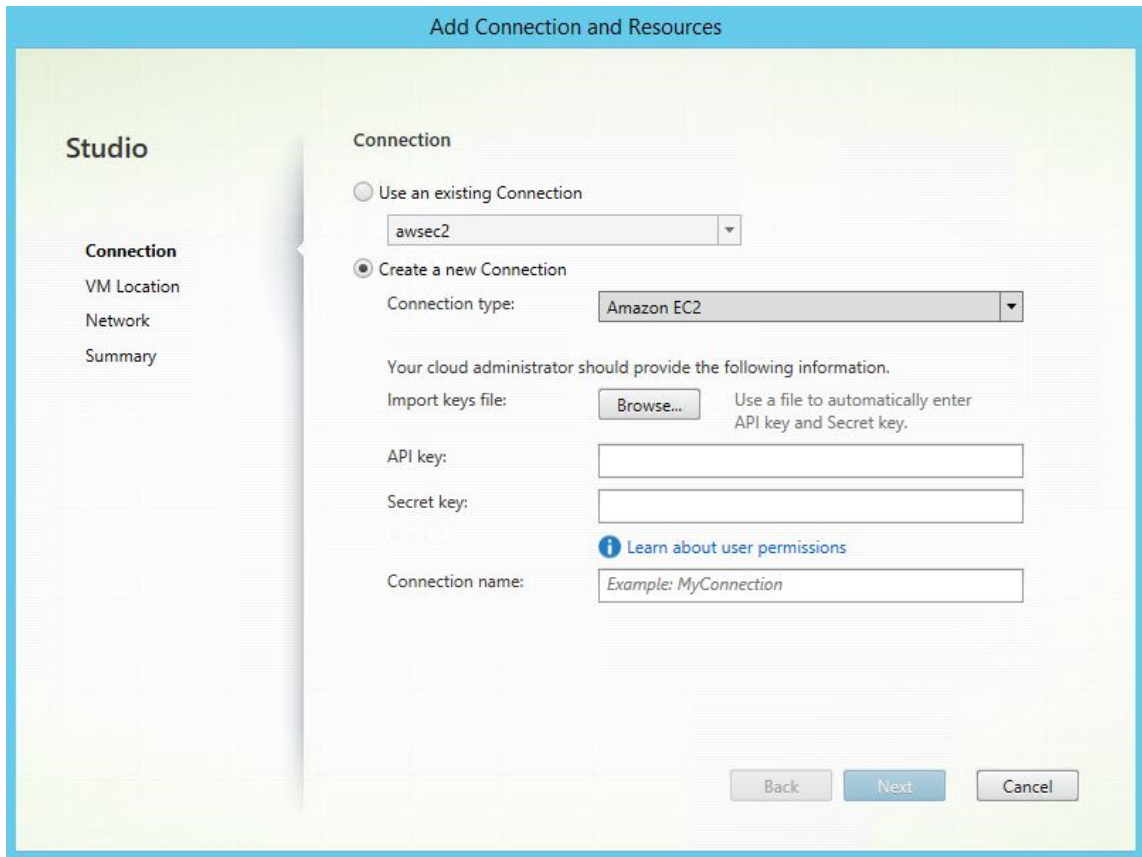 Add Connection and Resources
Studio
Connection
VM Location
Network
Summary
Connection
Use an existing Connection
awsec2
Create a new Connection
Connection type:
Amazon EC2
Your cloud administrator should provide the following information.
Import keys file:
Browse...
Use a file to automatically enter
API key and Secret key.
API key:
Secret key:
Learn about user permissions
Connection name:
Example: MyConnection
Back
Next
Cancel